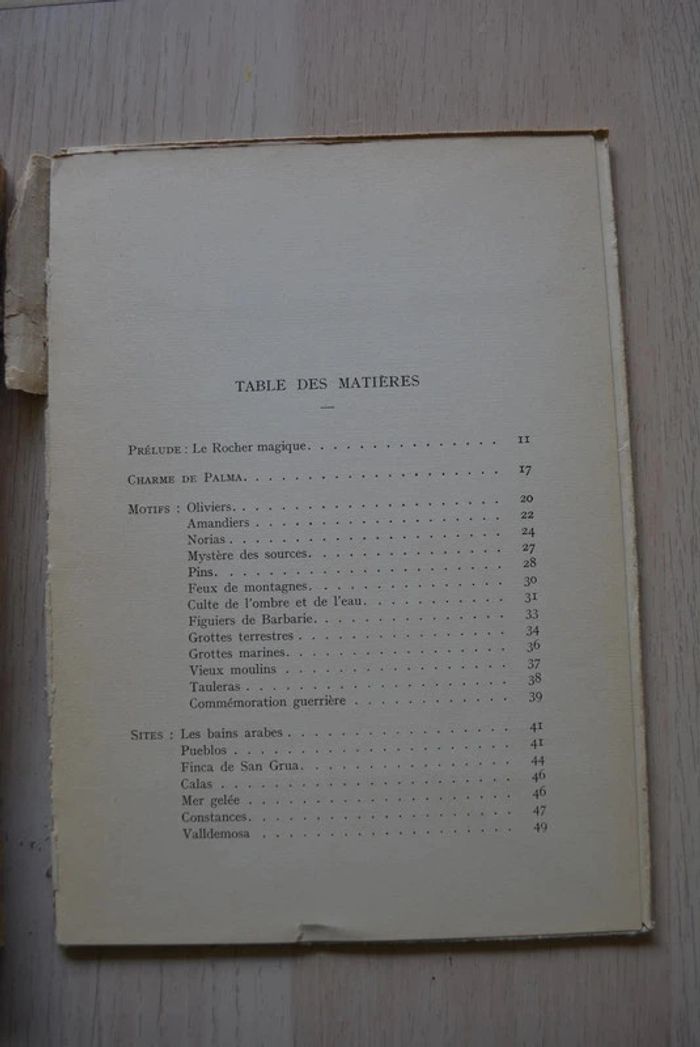 TABLE DES MATIÈRES
PRÉLUDE : Le Rocher magique. . . . . . . . . . . . . . . 11
CHARME DE PALMA. . . . . . . . . . . . . . . . . . 17
MOTIFS : Oliviers. . . . . . . . . . . . . . . . . . . 20
Amandiers . . . . . . . . . . . . . . . . . . 22
Norias . . . . . . . . . . . . . . . . . . . 24
Mystère des sources. . . . . . . . . . . . . . . 27
Pins. . . . . . . . . . . . . . . . . . . . 28
Feux de montagnes. . . . . . . . . . . . . . . 30
Culte de l'ombre et de l'eau. . . . . . . . . . . . 31
Figuiers de Barbarie. . . . . . . . . . . . . . . 33
Grottes terrestres . . . . . . . . . . . . . . . . 34
Grottes marines. . . . . . . . . . . . . . . . . 36
Vieux moulins . . . . . . . . . . . . . . . . . 37
Tauleras . . . . . . . . . . . . . . . . . . . 38
Commémoration guerrière . . . . . . . . . . . . 39
SITES : Les bains arabes . . . . . . . . . . . . . . . . 41
Pueblos . . . . . . . . . . . . . . . . . . . 41
Finca de San Grua. . . . . . . . . . . . . . . . 44
Calas . . . . . . . . . . . . . . . . . . . . 46
Mer gelée . . . . . . . . . . . . . . . . . . 46
Constances. . . . . . . . . . . . . . . . . . . 47
Valldemosa . . . . . . . . . . . . . . . . . . 49